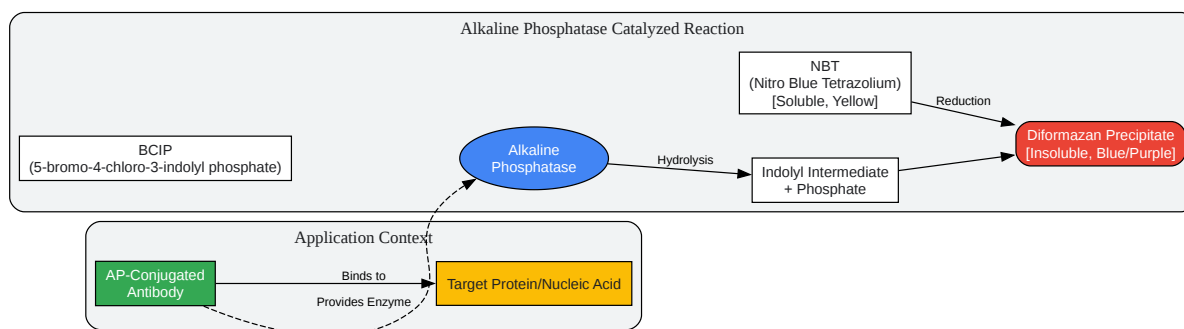 Alkaline Phosphatase Catalyzed Reaction
NBT
(Nitro Blue Tetrazolium)
[Soluble, Yellow]
Reduction
Diformazan Precipitate
[Insoluble, Blue/Purple]
BCIP
(5-bromo-4-chloro-3-indolyl phosphate)
Alkaline
Phosphatase
Hydrolysis
Indolyl Intermediate
+ Phosphate
Application Context
AP-Conjugated
Antibody
Binds to
Target Protein/Nucleic Acid
Provides Enzyme